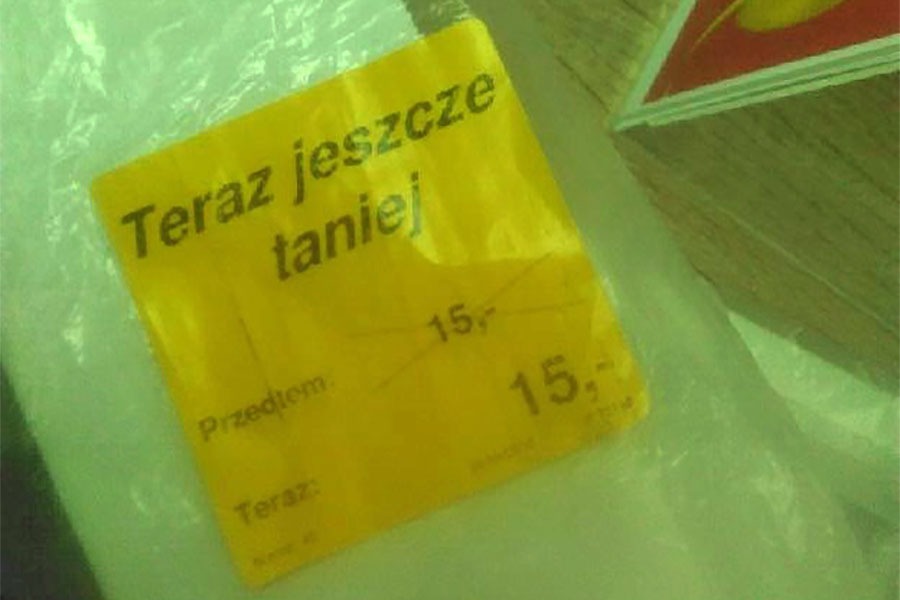 Teraz jeszcze
taniej
15,-
Przedtem:
15,-
Teraz: